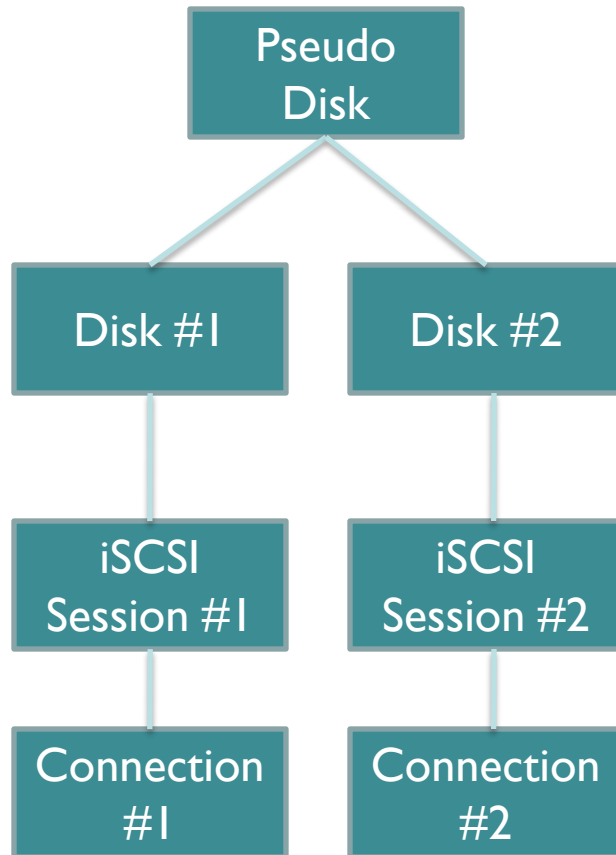 Pseudo
Disk
Disk #1
Disk #2
iSCSI
Session #1
iSCSI
Session #2
Connection
#1
Connection
#2